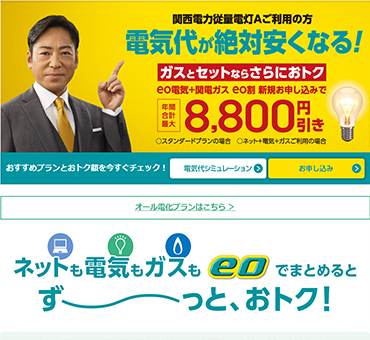 関西電力従量電灯Aご利用の方
電気代が絶対安くなる!
ガスとセットならさらにおトク
eo電気+関電ガス eo割 新規お申し込みで
年間合計最大 8,800円引き
○スタンダードプランの場合 ○ネット+電気+ガスご利用の場合
おすすめプランとおトク額を今すぐチェック! 電気代シミュレーション お申し込み
オール電化プランはこちら >
ネットも電気もガスも eo でまとめると
ず〜〜っと、おトク!